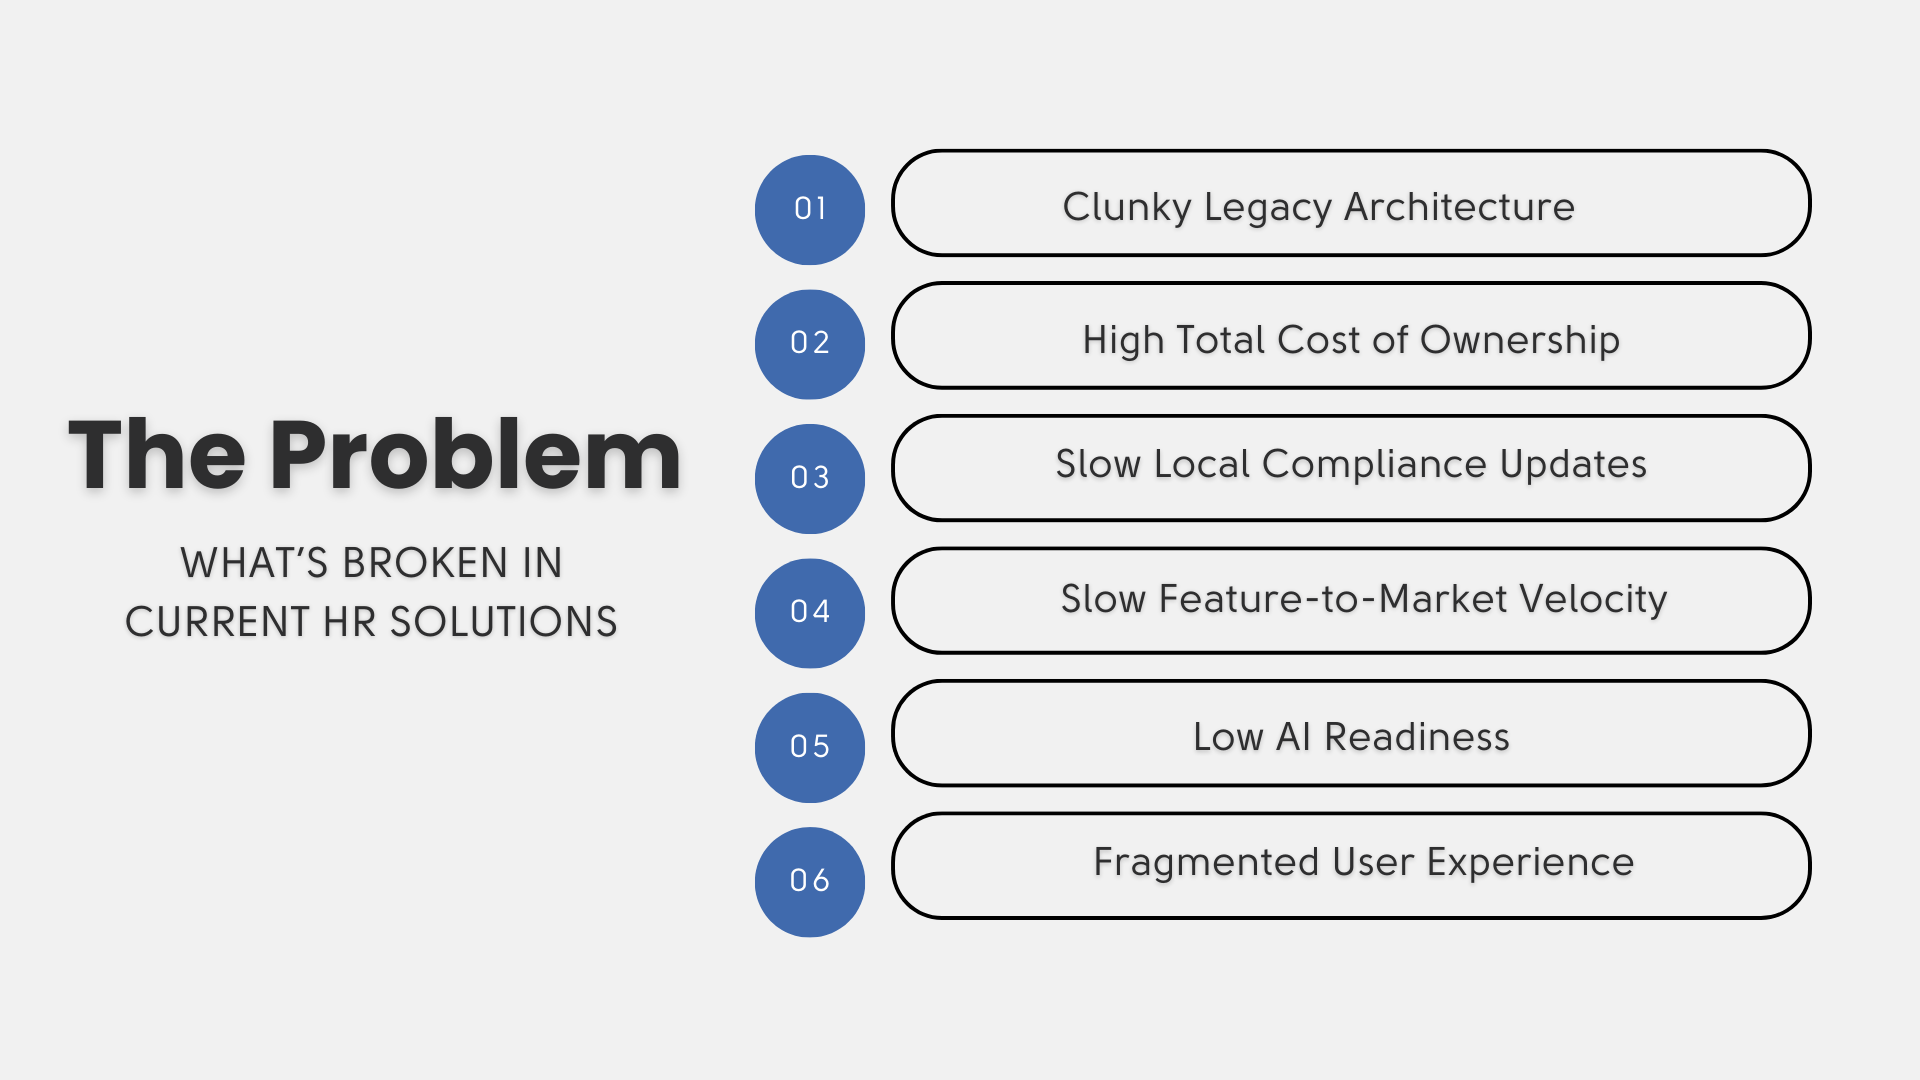 The Problem
WHAT’S BROKEN IN
CURRENT HR SOLUTIONS
01
Clunky Legacy Architecture
02
High Total Cost of Ownership
03
Slow Local Compliance Updates
04
Slow Feature-to-Market Velocity
05
Low AI Readiness
06
Fragmented User Experience